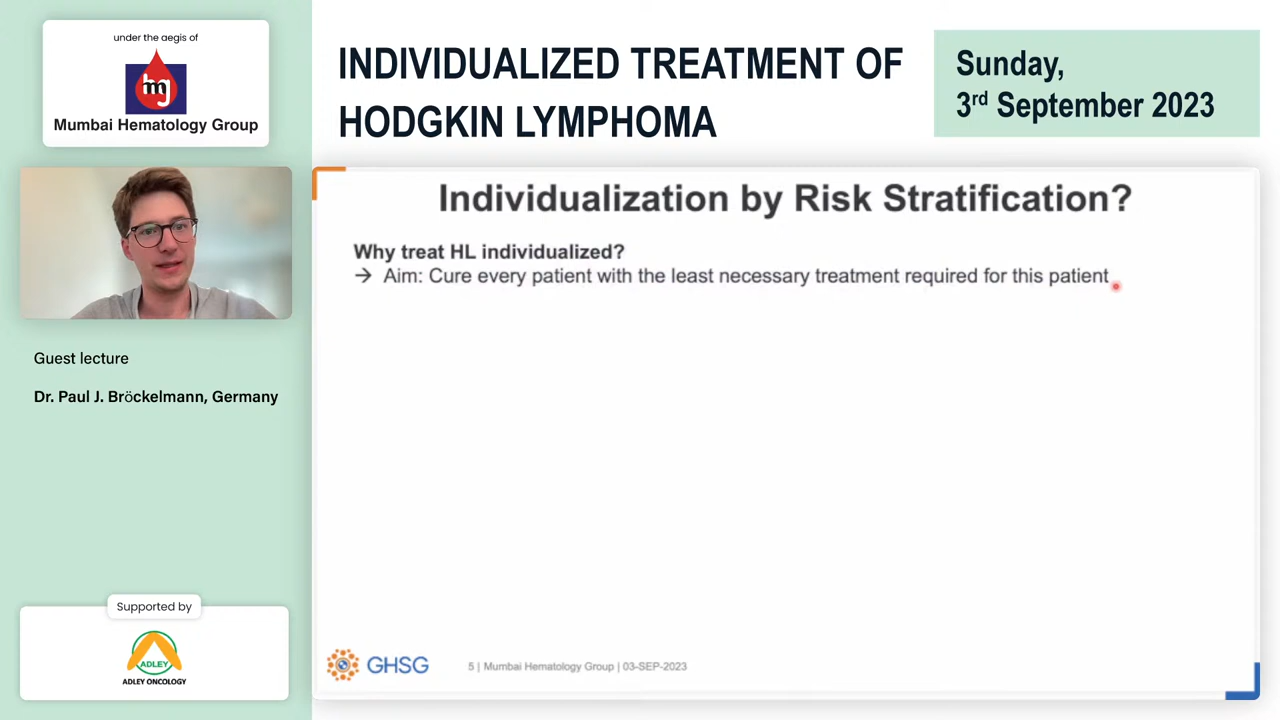 under the aegis of
mg
Mumbai Hematology Group
INDIVIDUALIZED TREATMENT OF
HODGKIN LYMPHOMA
Sunday,
3rd September 2023
Guest lecture
Dr. Paul J. Bröckelmann, Germany
Supported by
ADLEY
ADLEY ONCOLOGY
Individualization by Risk Stratification?
Why treat HL individualized?
→ Aim: Cure every patient with the least necessary treatment required for this patient
GHSG
5 | Mumbai Hematology Group | 03-SEP-2023